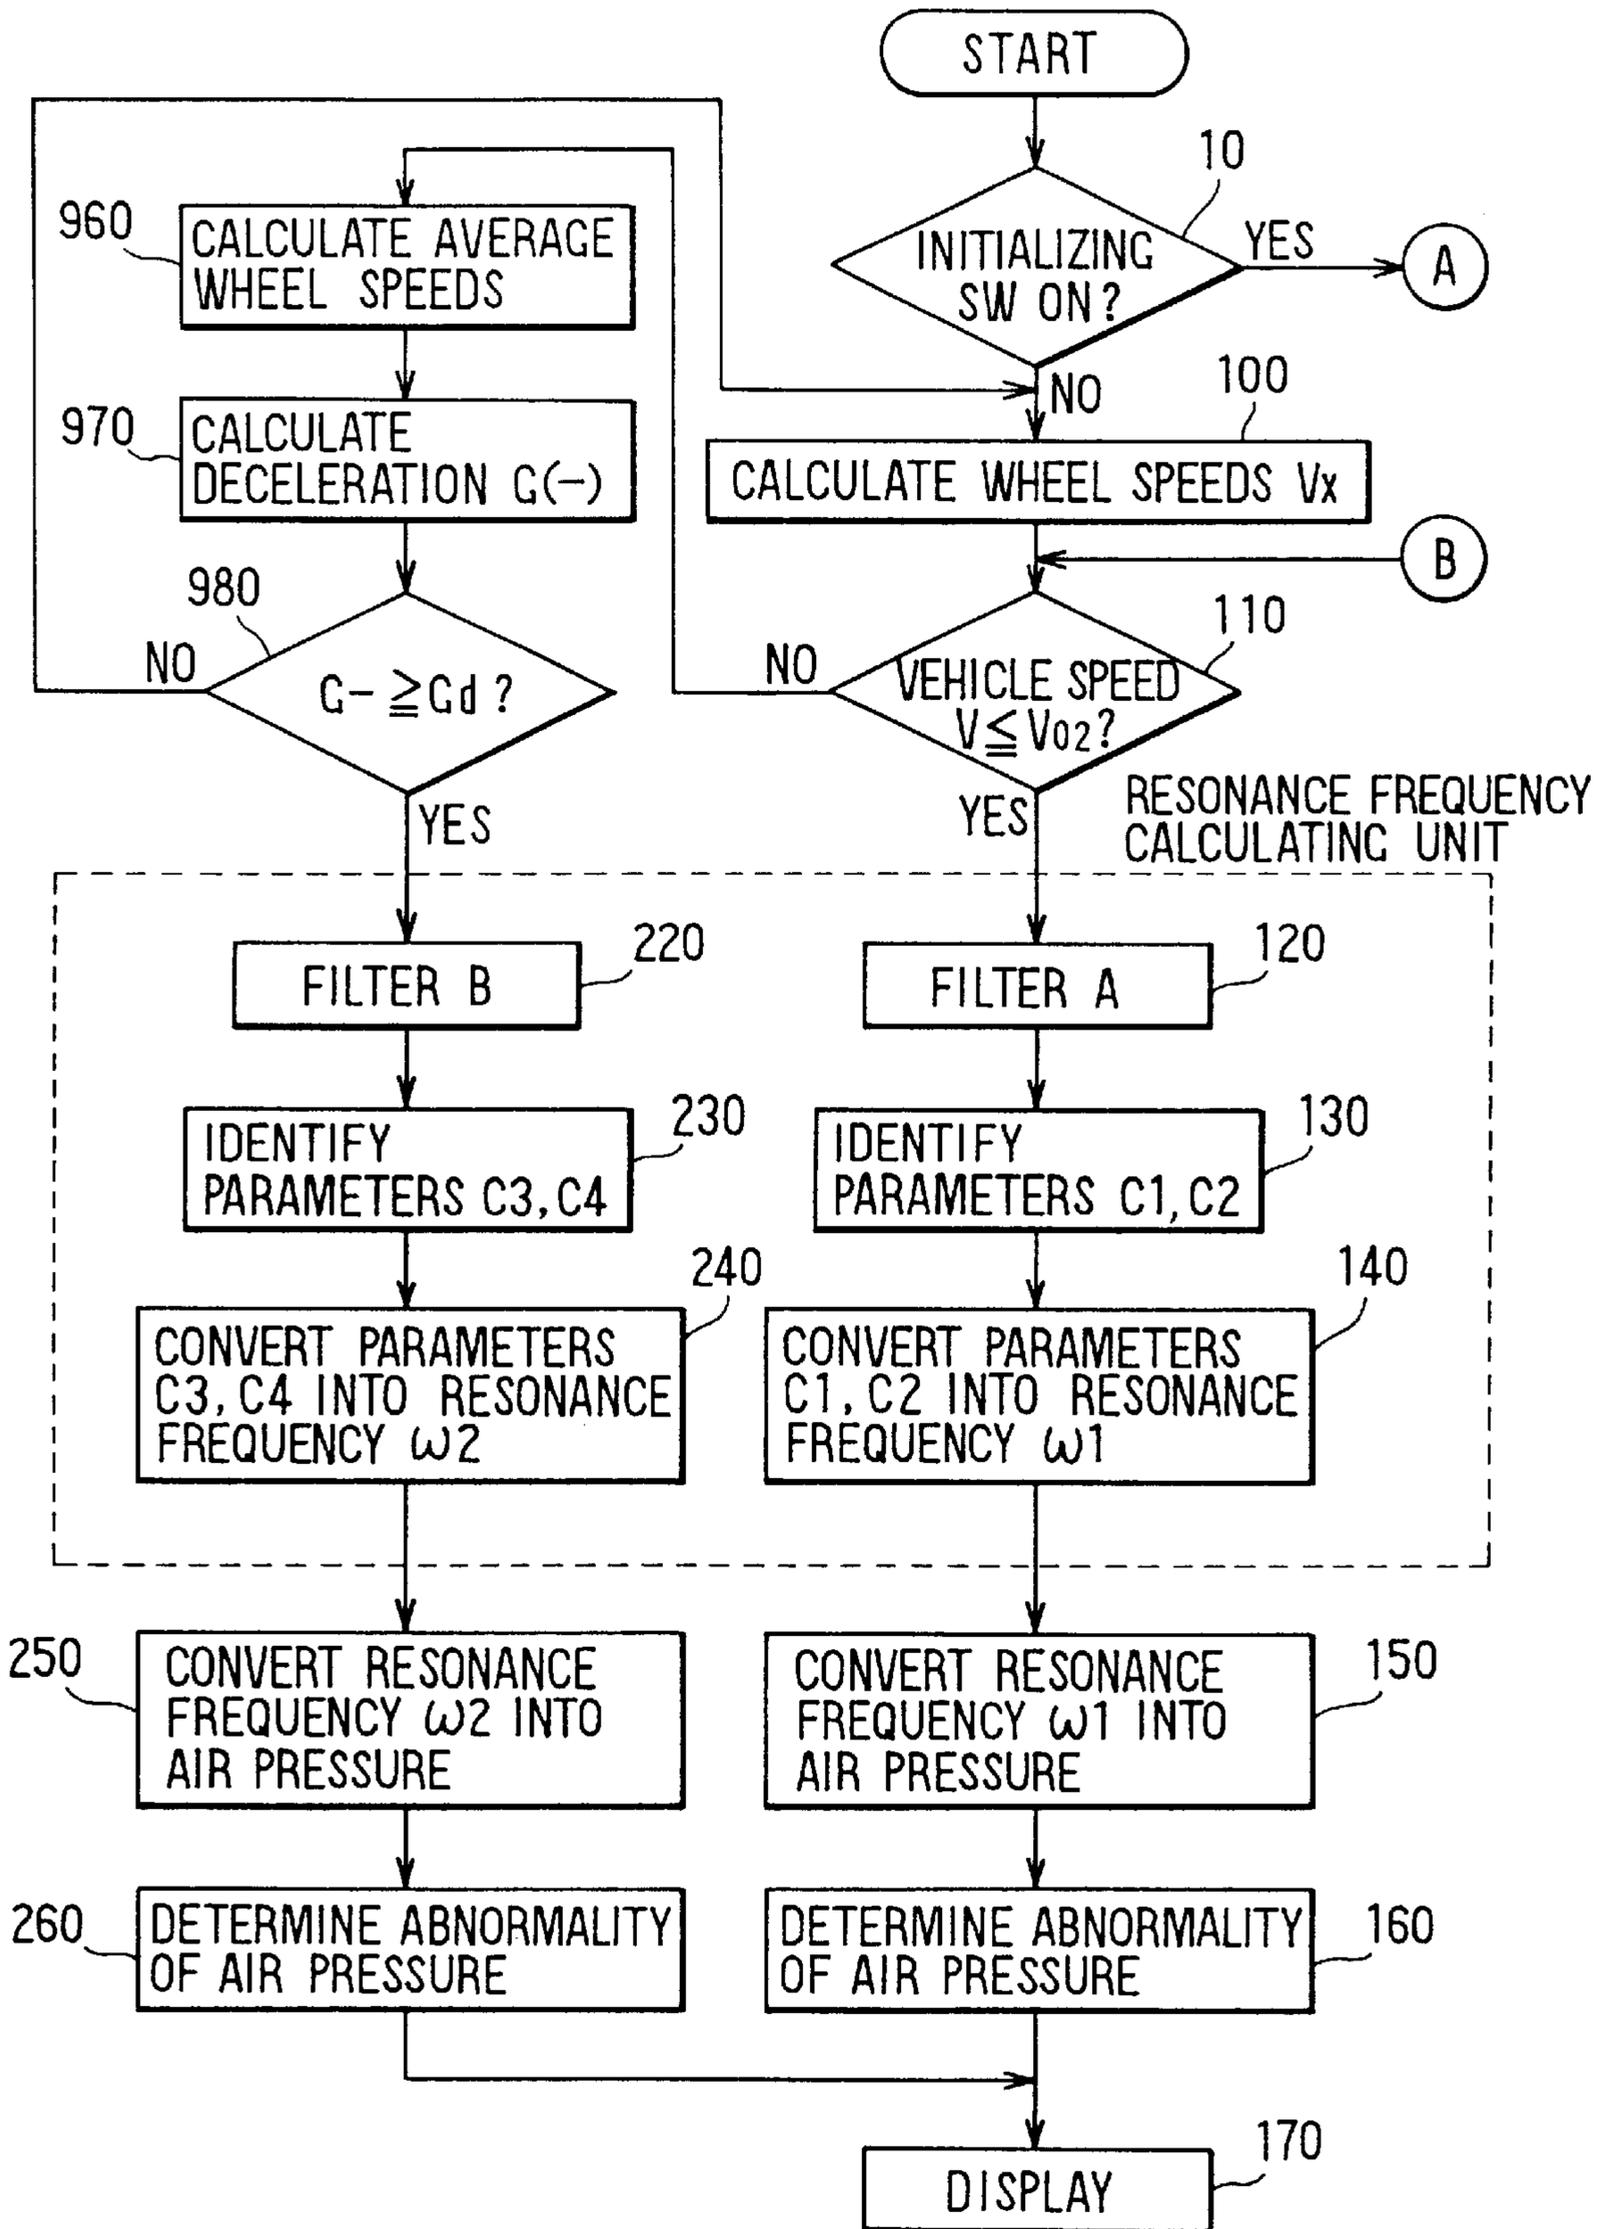 START
10
INITIALIZING
SW ON?
YES
A
NO
960
CALCULATE AVERAGE
WHEEL SPEEDS
970
CALCULATE
DECELERATION G(−)
100
CALCULATE WHEEL SPEEDS Vx
B
980
G− ≧Gd?
NO
YES
110
VEHICLE SPEED
V≦V02?
NO
YES
RESONANCE FREQUENCY
CALCULATING UNIT
220
FILTER B
120
FILTER A
230
IDENTIFY
PARAMETERS C3, C4
130
IDENTIFY
PARAMETERS C1, C2
240
CONVERT PARAMETERS
C3, C4 INTO RESONANCE
FREQUENCY ω2
140
CONVERT PARAMETERS
C1, C2 INTO RESONANCE
FREQUENCY ω1
250
CONVERT RESONANCE
FREQUENCY ω2 INTO
AIR PRESSURE
150
CONVERT RESONANCE
FREQUENCY ω1 INTO
AIR PRESSURE
260
DETERMINE ABNORMALITY
OF AIR PRESSURE
160
DETERMINE ABNORMALITY
OF AIR PRESSURE
170
DISPLAY